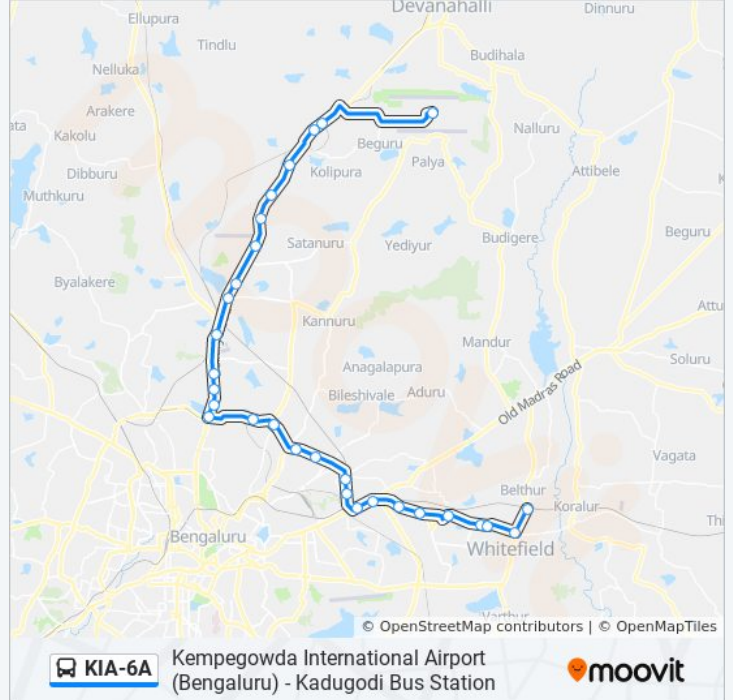 Devanahalli
Ellupura
Dinnuru
Tindlu
Budihala
Nelluka
Arakere
Nalluru
Kakolu
Beguru
Palya
Kolipura
Attibele
Dibburu
Muthkuru
Beguru
Satanuru
Yediyur
Budigere
Byalakere
Attu
Kannuru
Mandur
Soluru
Anagalapura
Old Madras Road
Bileshivale
Aduru
Vagata
Belthur
Koralur
Thi
Bengaluru
Whitefield
Varthur
© OpenStreetMap contributors | © OpenMapTiles
KIA-6A
Kempegowda International Airport
(Bengaluru) - Kadugodi Bus Station
moovit